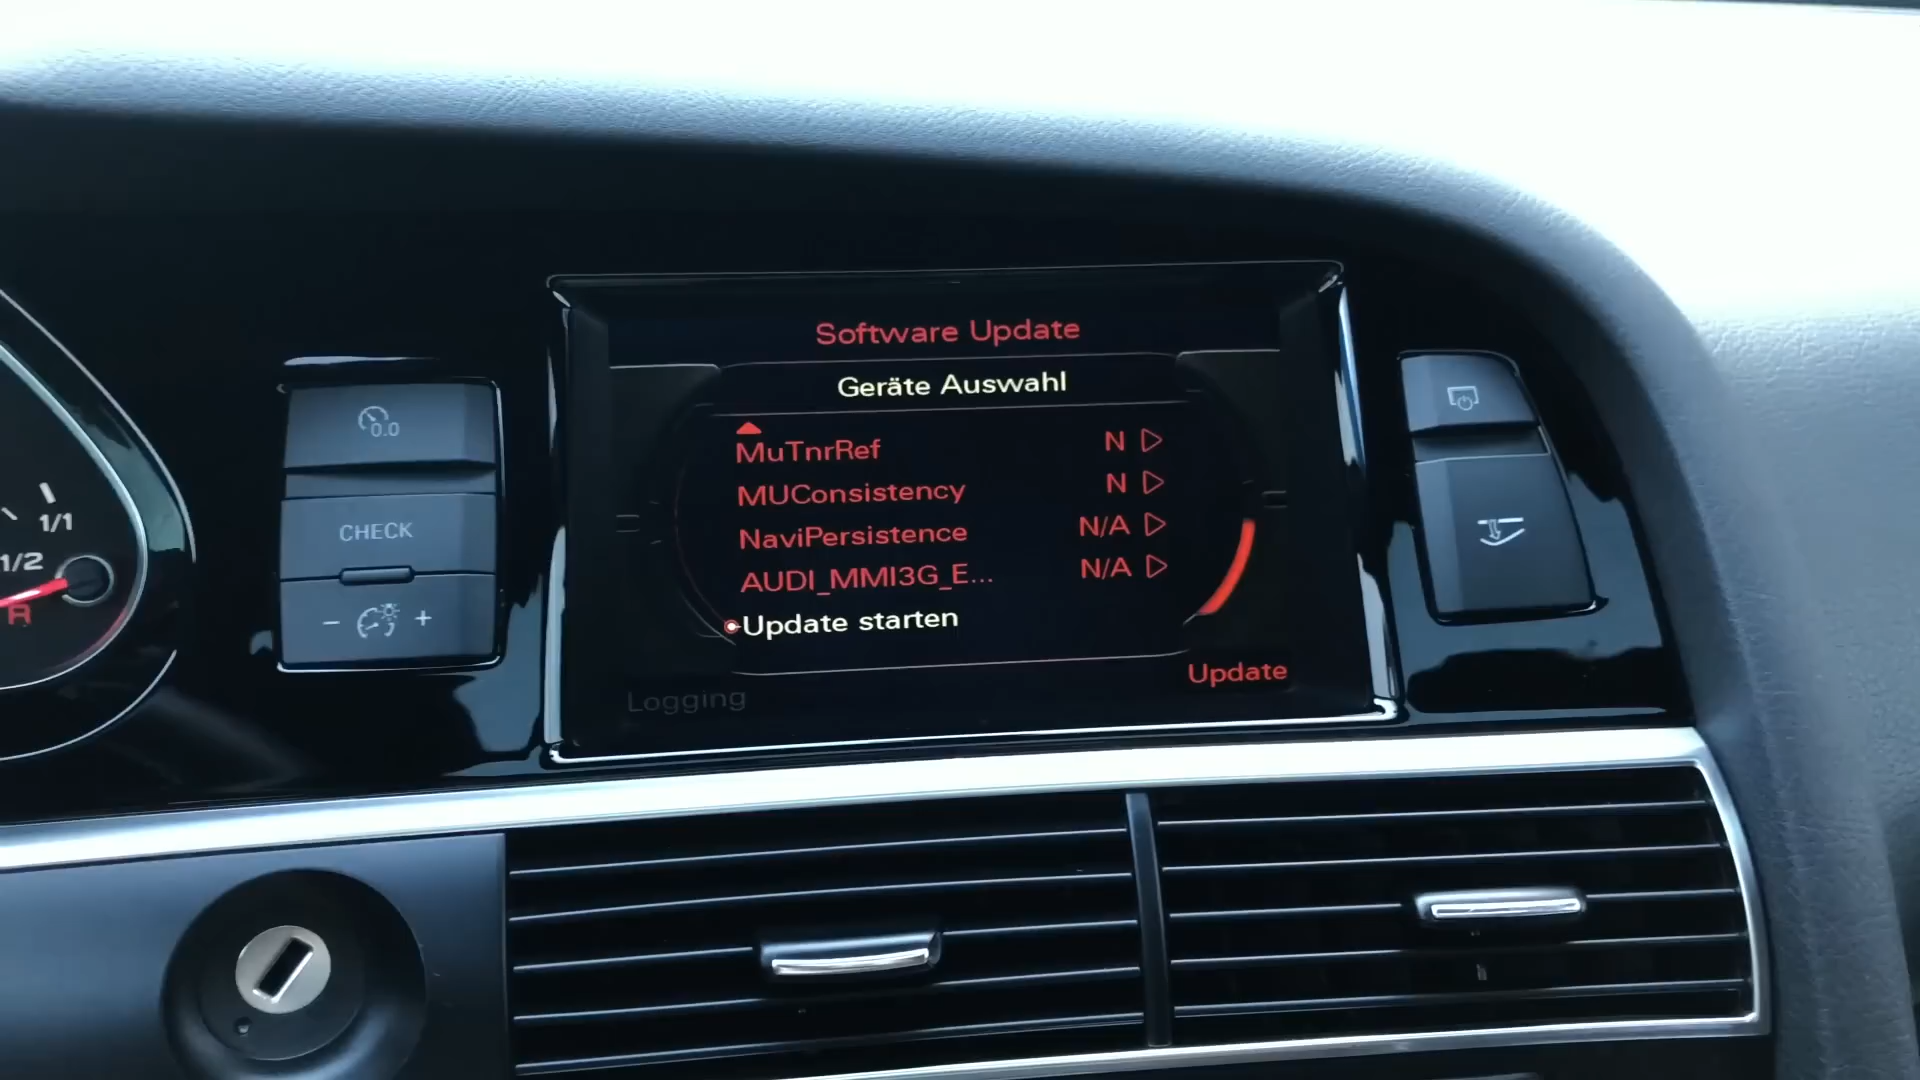 Software Update
Geräte Auswahl
MuTnrRef N
MUConsistency N
NaviPersistence N/A
AUDI_MMI3G_E... N/A
Update starten
Logging
Update
0.0
CHECK
- +
1/1
1/2
R